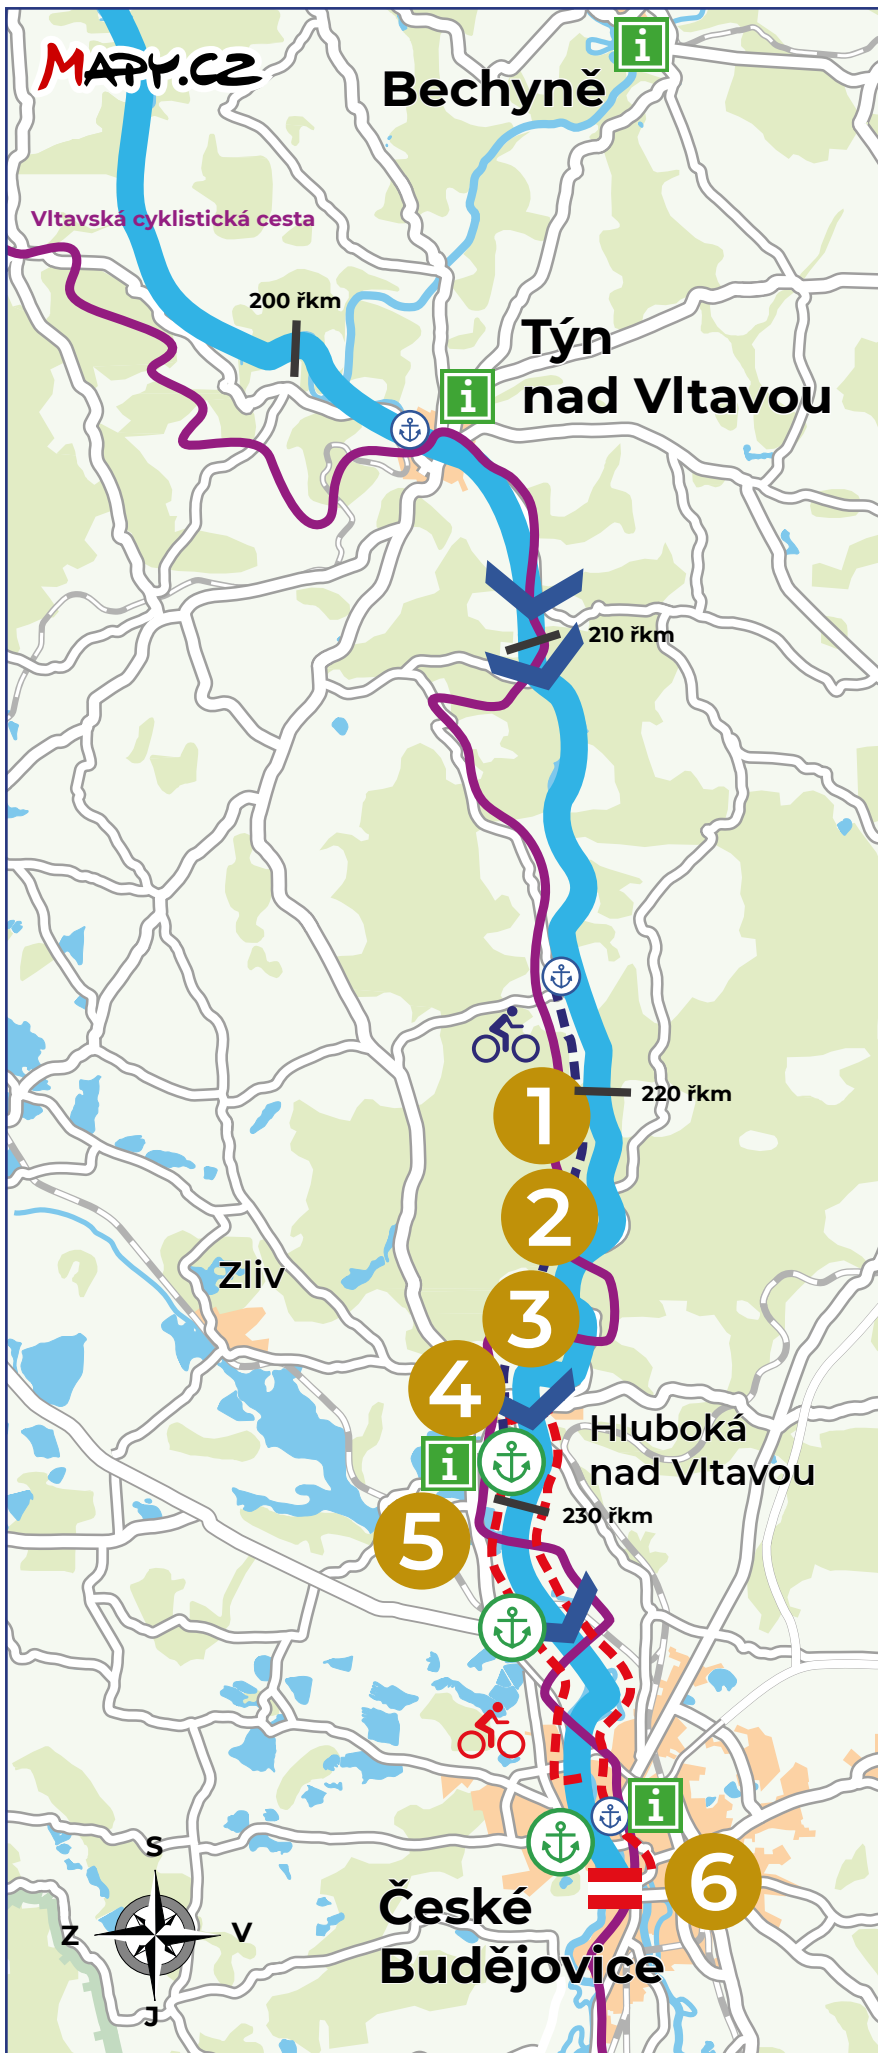 MAPY.CZ
i
Bechyně
Vltavská cyklistická cesta
200 řkm
Týn
nad Vltavou
i
210 řkm
220 řkm
1
2
Zliv
3
4
Hluboká
nad Vltavou
i
230 řkm
5
i
6
České
Budějovice
S
Z
V
J